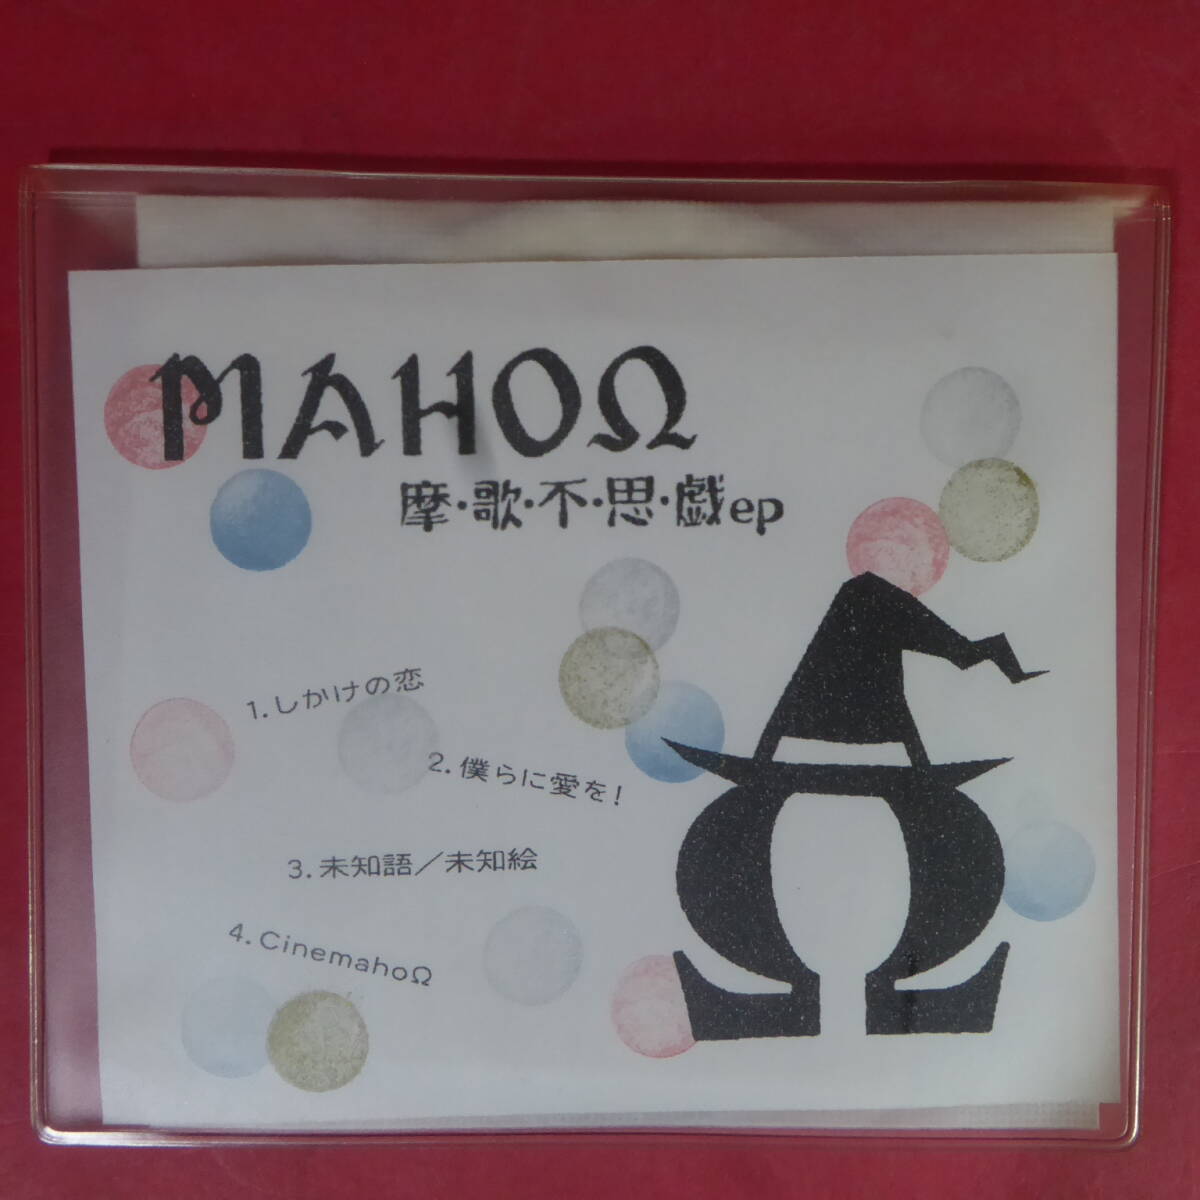 MAHOΩ
摩・歌・不・思・戯ep
1.しかけの恋
2.僕らに愛を!
3.未知語/未知絵
4.CinemahoΩ